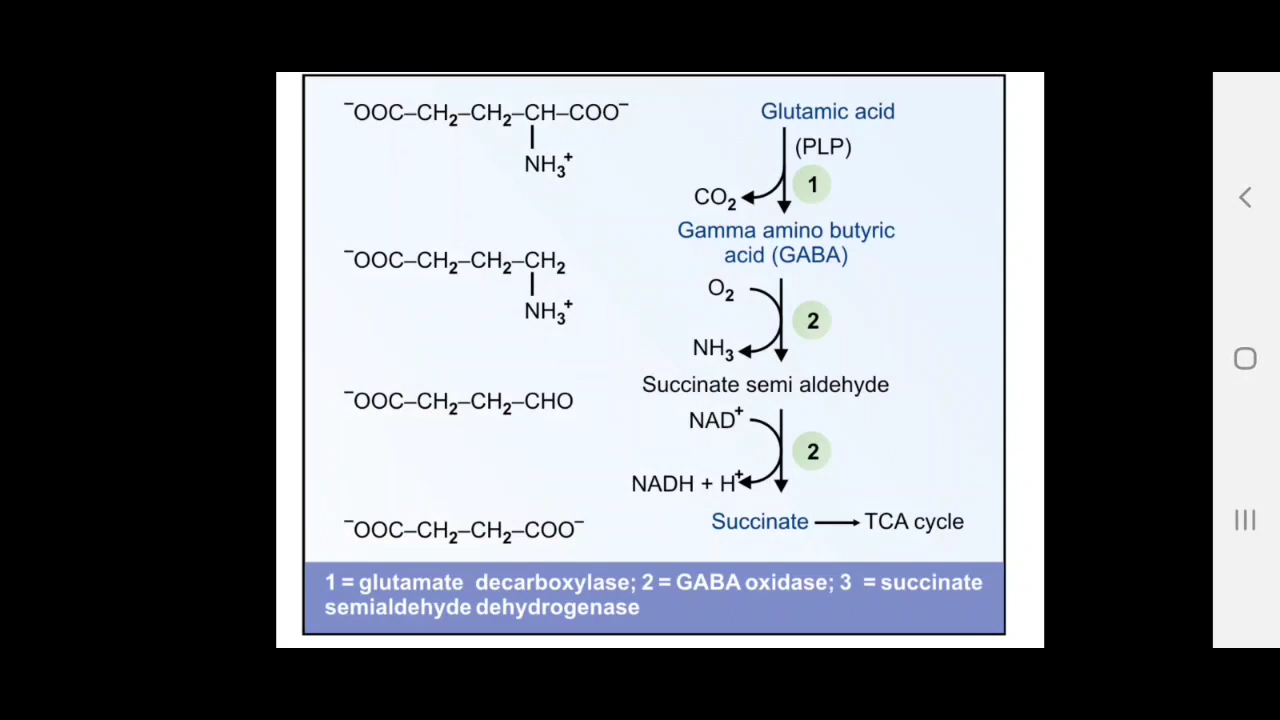 ⁻OOC–CH₂–CH₂–CH–COO⁻
NH₃⁺
Glutamic acid
(PLP)
1
CO₂
Gamma amino butyric
acid (GABA)
⁻OOC–CH₂–CH₂–CH₂
NH₃⁺
O₂
2
NH₃
Succinate semi aldehyde
⁻OOC–CH₂–CH₂–CHO
NAD⁺
2
NADH + H⁺
Succinate → TCA cycle
⁻OOC–CH₂–CH₂–COO⁻
1 = glutamate decarboxylase; 2 = GABA oxidase; 3 = succinate
semialdehyde dehydrogenase